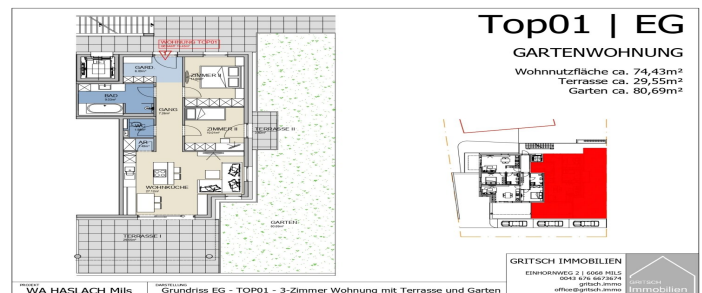 Top01 | EG
GARTENWOHNUNG
Wohnnutzfläche ca. 74,43m²
Terrasse ca. 29,55m²
Garten ca. 80,69m²
WOHNUNG TOP01
GARD
ZIMMER II
BAD
GANG
ZIMMER II
TERRASSE II
AR
WOHNKÜCHE
GARTEN
TERRASSE I
GRITSCH IMMOBILIEN
EINHORNWEG 2 | 6068 MILS
0043 676 6673674
gritsch.immo
office@gritsch.immo
GRITSCH
Immobilien
PROJEKT
WA HASLACH Mils
DARSTELLUNG
Grundriss EG - TOP01 - 3-Zimmer Wohnung mit Terrasse und Garten